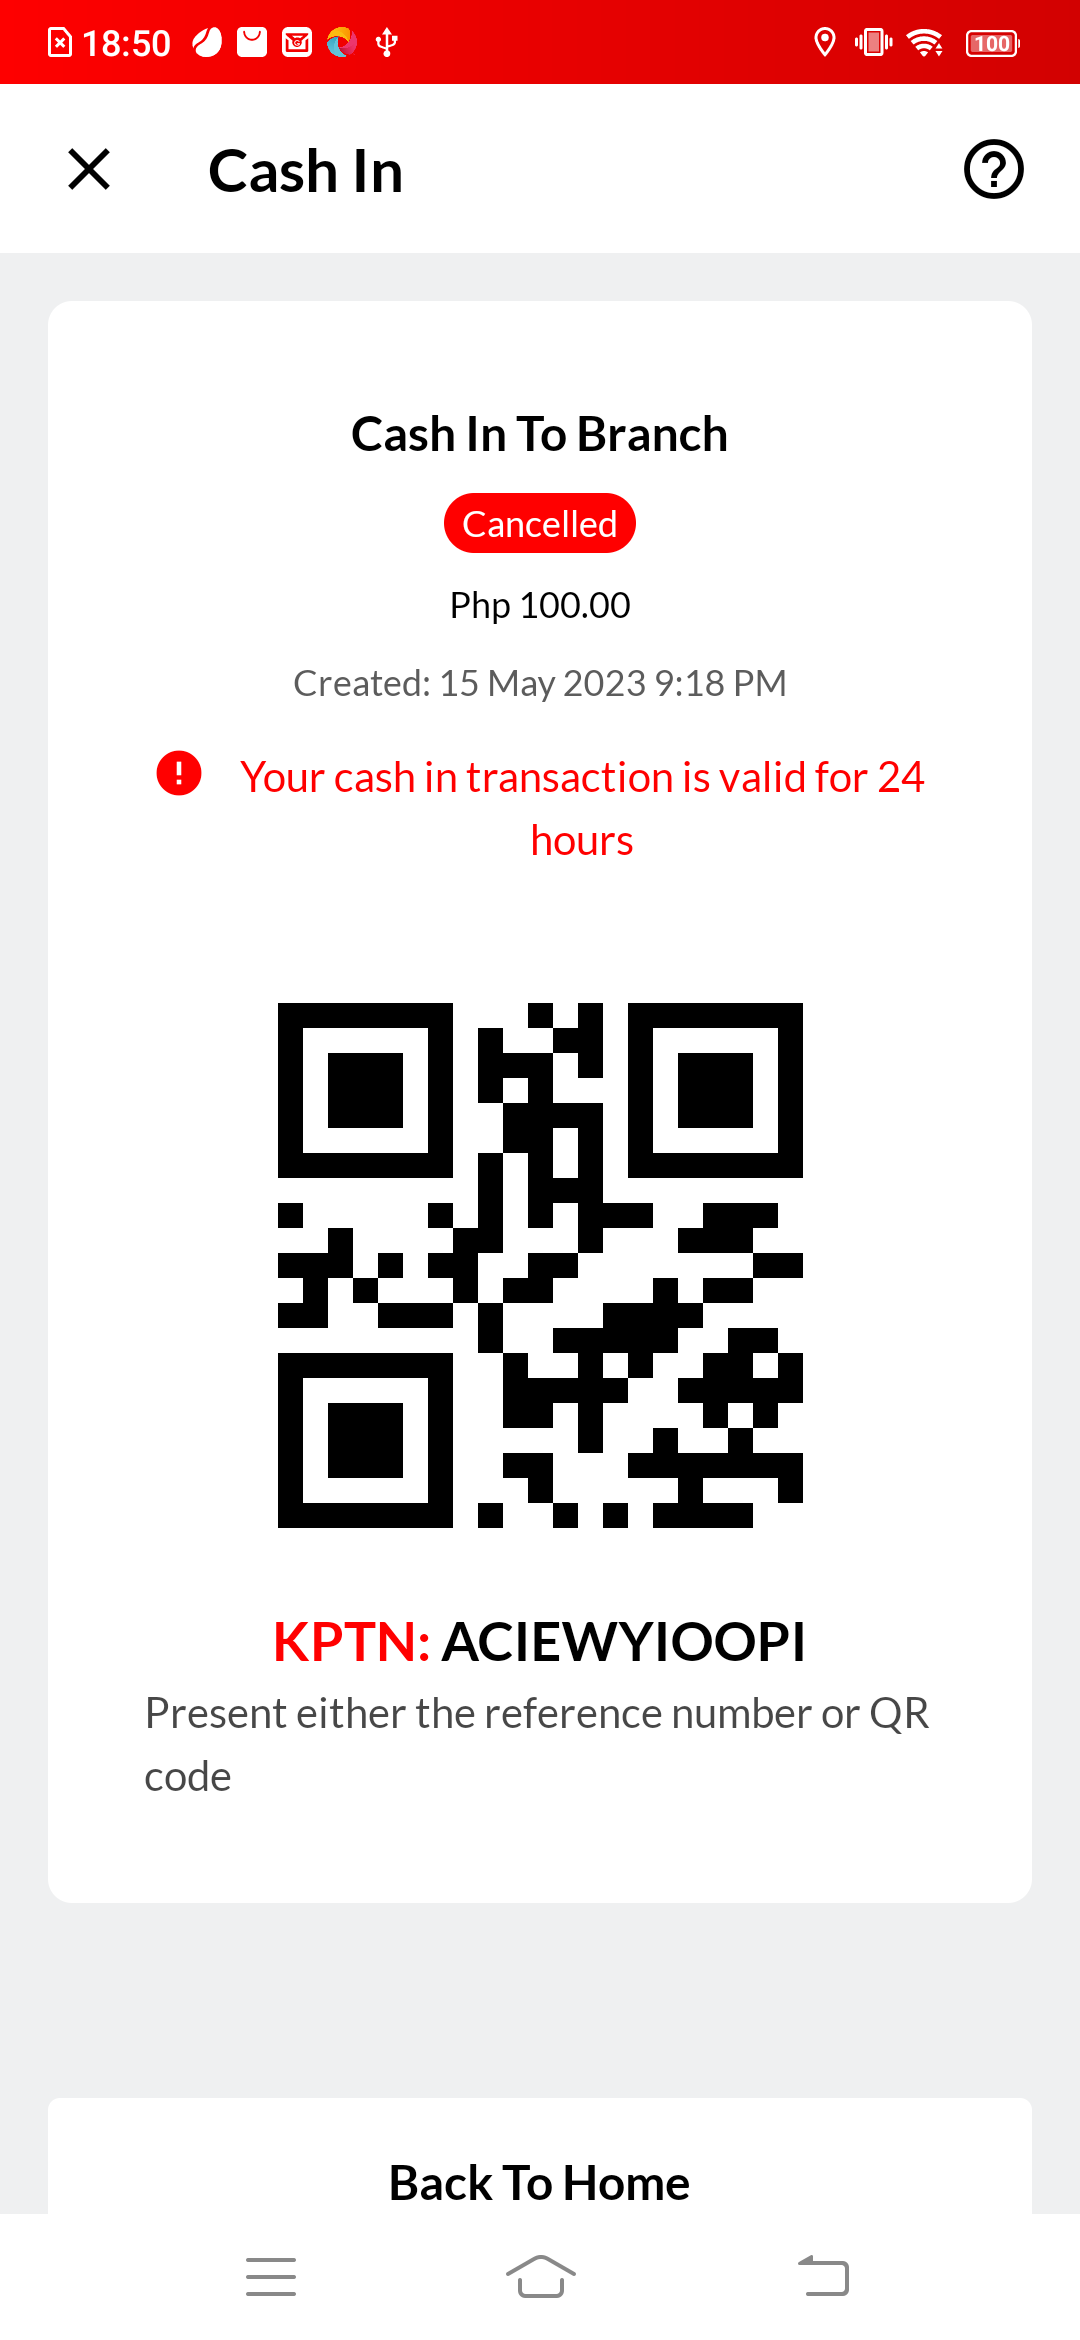 18:50
100
Cash In
Cash In To Branch
Cancelled
Php 100.00
Created: 15 May 2023 9:18 PM
Your cash in transaction is valid for 24
hours
KPTN: ACIEWYIOOPI
Present either the reference number or QR
code
Back To Home